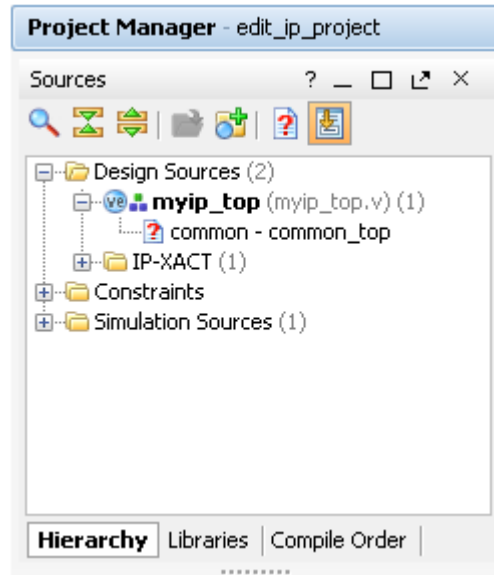 Project Manager - edit_ip_project
Sources ? _ □ ×
Design Sources (2)
ve myip_top (myip_top.v) (1)
? common - common_top
IP-XACT (1)
Constraints
Simulation Sources (1)
Hierarchy Libraries Compile Order